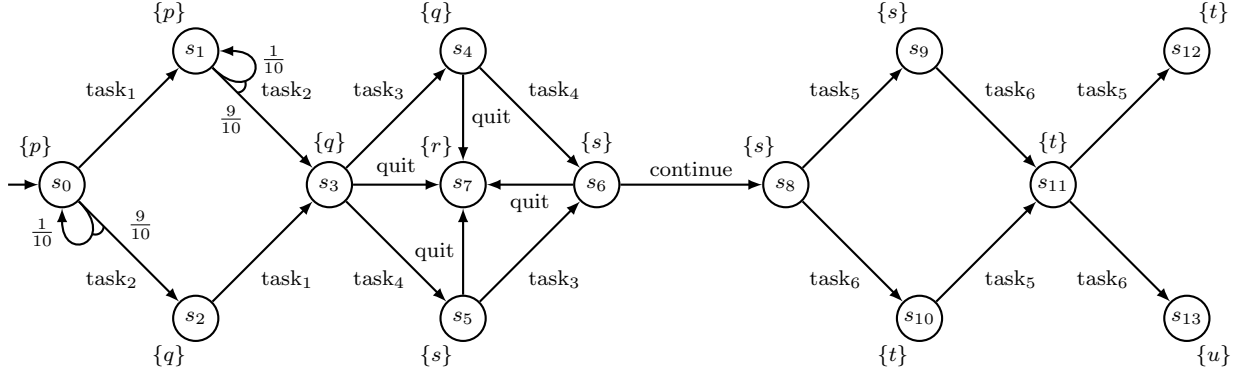 {p}
{q}
{s}
{t}
s₁
1/10
s₄
s₉
s₁₂
task₁
task₂
task₃
task₄
task₅
task₆
task₅
9/10
quit
{p}
{q}
{r}
{s}
{s}
{t}
s₀
s₃
quit
s₇
quit
s₆
continue
s₈
s₁₁
1/10
9/10
quit
task₂
task₁
task₄
task₃
task₆
task₅
task₆
s₂
s₅
s₁₀
s₁₃
{q}
{s}
{t}
{u}